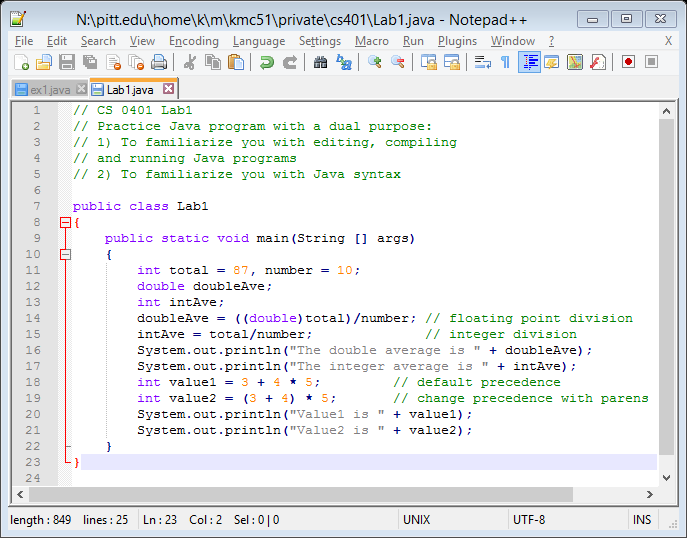 N:\pitt.edu\home\k\m\kmc51\private\cs401\Lab1.java - Notepad++
File Edit Search View Encoding Language Settings Macro Run Plugins Window ? X
ex1.java Lab1.java
1 // CS 0401 Lab1
2 // Practice Java program with a dual purpose:
3 // 1) To familiarize you with editing, compiling
4 // and running Java programs
5 // 2) To familiarize you with Java syntax
6
7 public class Lab1
8 {
9 public static void main(String [] args)
10 {
11 int total = 87, number = 10;
12 double doubleAve;
13 int intAve;
14 doubleAve = ((double)total)/number; // floating point division
15 intAve = total/number; // integer division
16 System.out.println("The double average is " + doubleAve);
17 System.out.println("The integer average is " + intAve);
18 int value1 = 3 + 4 * 5; // default precedence
19 int value2 = (3 + 4) * 5; // change precedence with parens
20 System.out.println("Value1 is " + value1);
21 System.out.println("Value2 is " + value2);
22 }
23 }
24
length : 849 lines : 25 Ln : 23 Col : 2 Sel : 0 | 0 UNIX UTF-8 INS